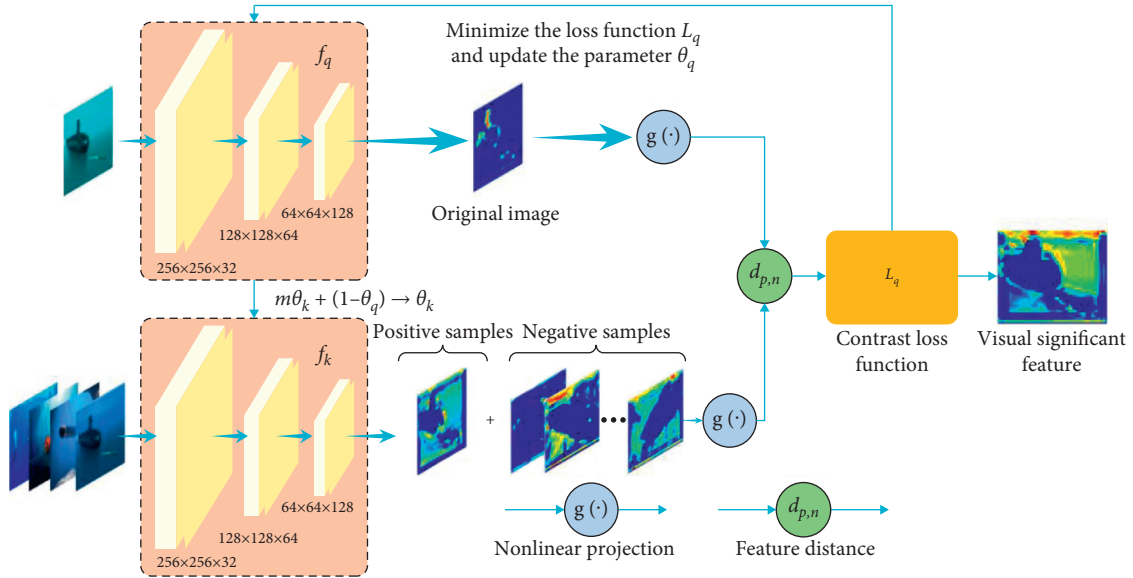 f_q
Minimize the loss function L_q
and update the parameter θ_q
g (·)
64×64×128
128×128×64
256×256×32
Original image
d_{p,n}
L_q
Contrast loss
function
Visual significant
feature
mθ_k + (1–θ_q) → θ_k
f_k
Positive samples
Negative samples
+
g (·)
64×64×128
128×128×64
256×256×32
g (·)
Nonlinear projection
d_{p,n}
Feature distance